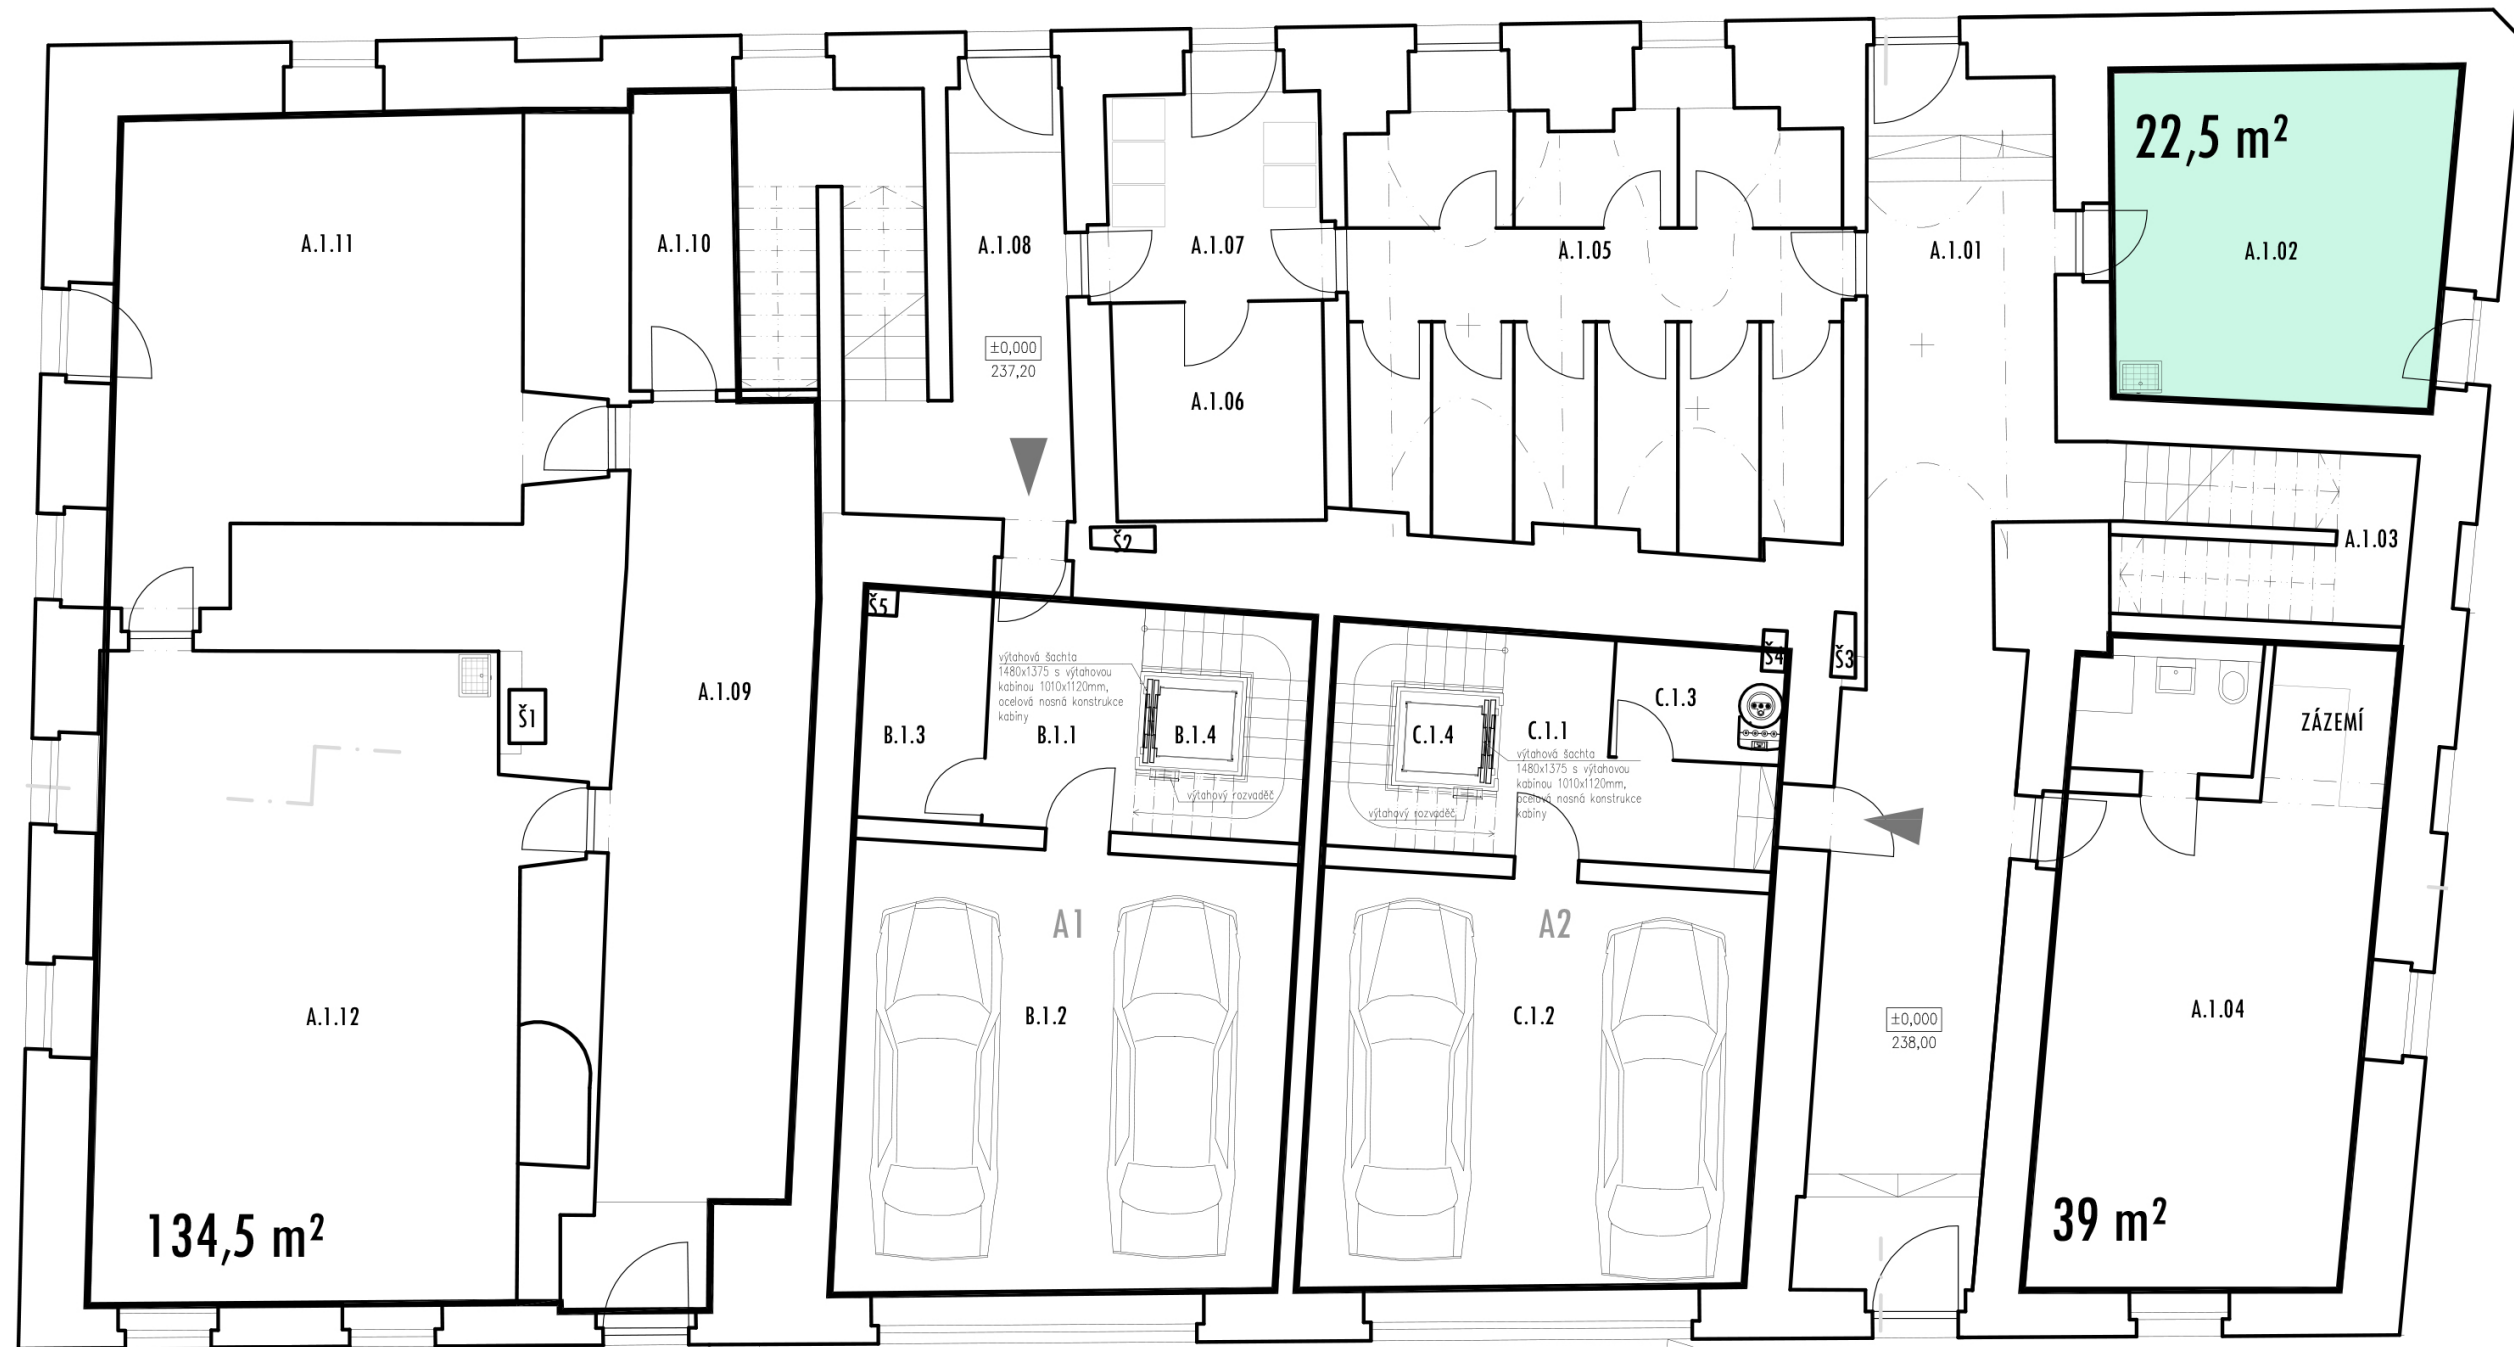 22,5 m²
A.1.11
A.1.10
A.1.08
A.1.07
A.1.05
A.1.01
A.1.02
±0,000
237,20
A.1.06
Š2
A.1.03
Š5
výtahová šachta
1480x1375 s výtahovou
kabinou 1010x1120mm,
ocelová nosná konstrukce
kabiny
Š4
Š3
A.1.09
Š1
B.1.3
B.1.1
B.1.4
C.1.4
C.1.1
C.1.3
ZÁZEMÍ
výtahová šachta
1480x1375 s výtahovou
kabinou 1010x1120mm,
ocelová nosná konstrukce
kabiny
výtahový rozvaděč
výtahový rozvaděč
A1
A2
A.1.12
B.1.2
C.1.2
±0,000
238,00
A.1.04
134,5 m²
39 m²